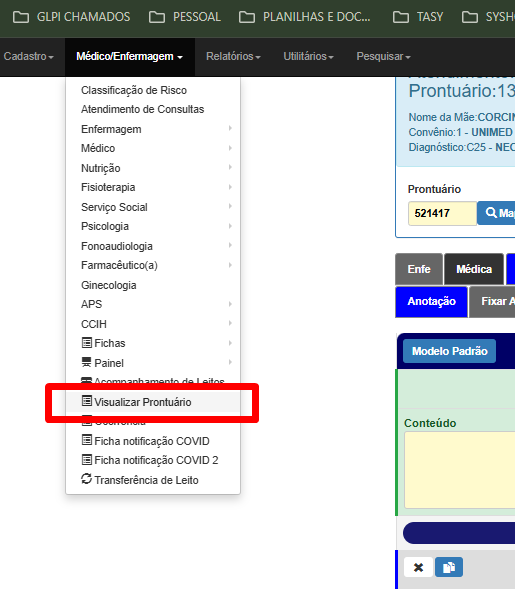 GLPI CHAMADOS
PESSOAL
PLANILHAS E DOC...
TASY
SYSH
Cadastro
Médico/Enfermagem
Relatórios
Utilitários
Pesquisar
Classificação de Risco
Atendimento de Consultas
Enfermagem
Médico
Nutrição
Fisioterapia
Serviço Social
Psicologia
Fonoaudiologia
Farmacêutico(a)
Ginecologia
APS
CCIH
Fichas
Painel
Acompanhamento de Leitos
Visualizar Prontuário
Ocorrência
Ficha notificação COVID
Ficha notificação COVID 2
Transferência de Leito
Prontuário:13
Nome da Mãe:CORCIN
Convênio:1 - UNIMED
Diagnóstico:C25 - NEC
Prontuário
521417
Ma
Enfe
Médica
Anotação
Fixar A
Modelo Padrão
Conteúdo